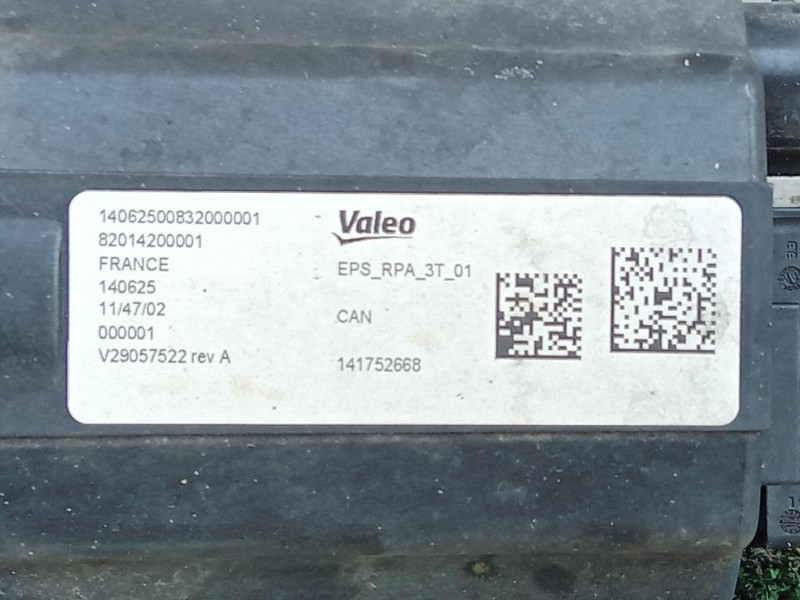 14062500832000001
82014200001
FRANCE
140625
11/47/02
000001
V29057522 rev A
Valeo
EPS_RPA_3T_01
CAN
141752668